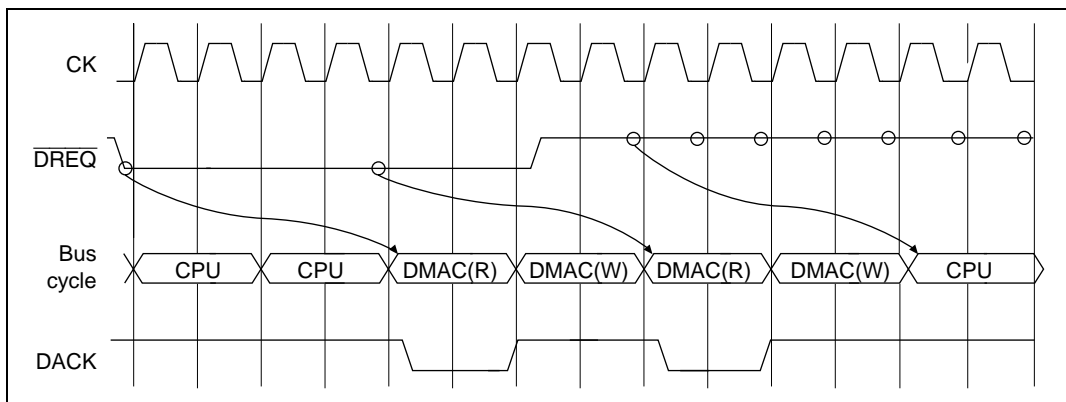 CK
DREQ
Bus
cycle
CPU CPU DMAC(R) DMAC(W) DMAC(R) DMAC(W) CPU
DACK